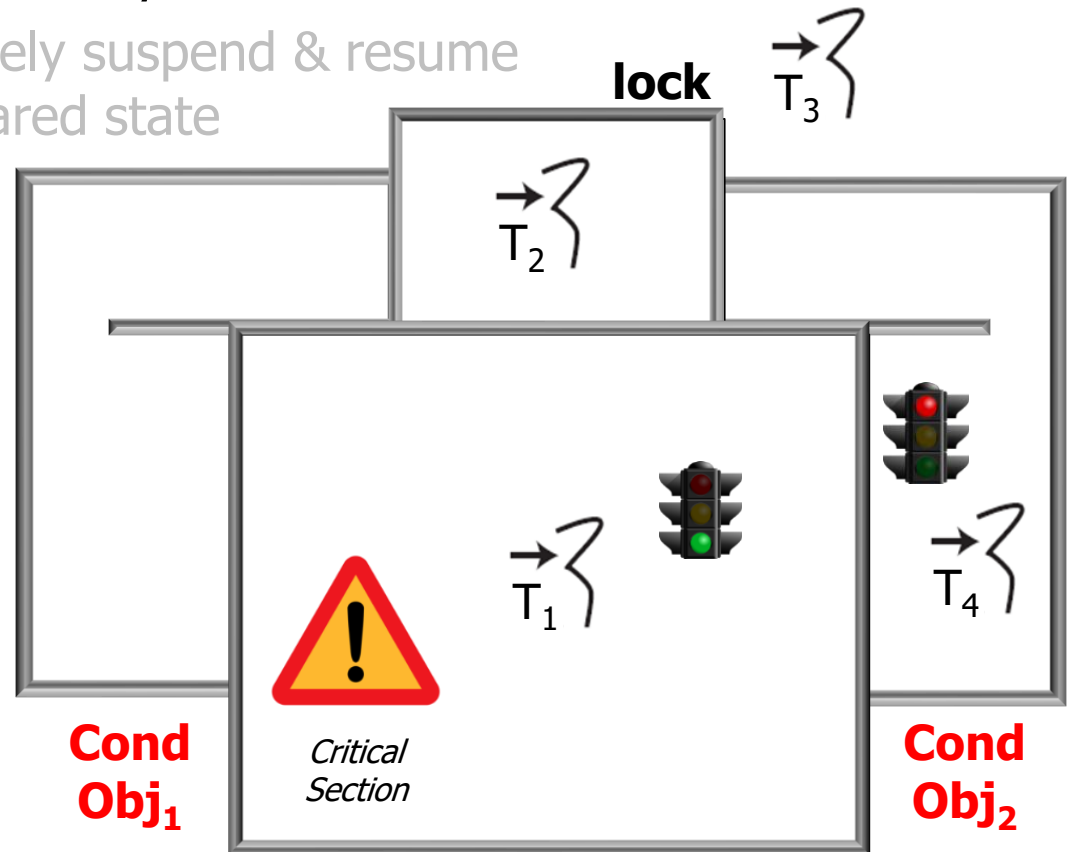 ely suspend & resume
ared state
lock
T3
T2
T1
T4
Cond
Obj1
Critical
Section
Cond
Obj2